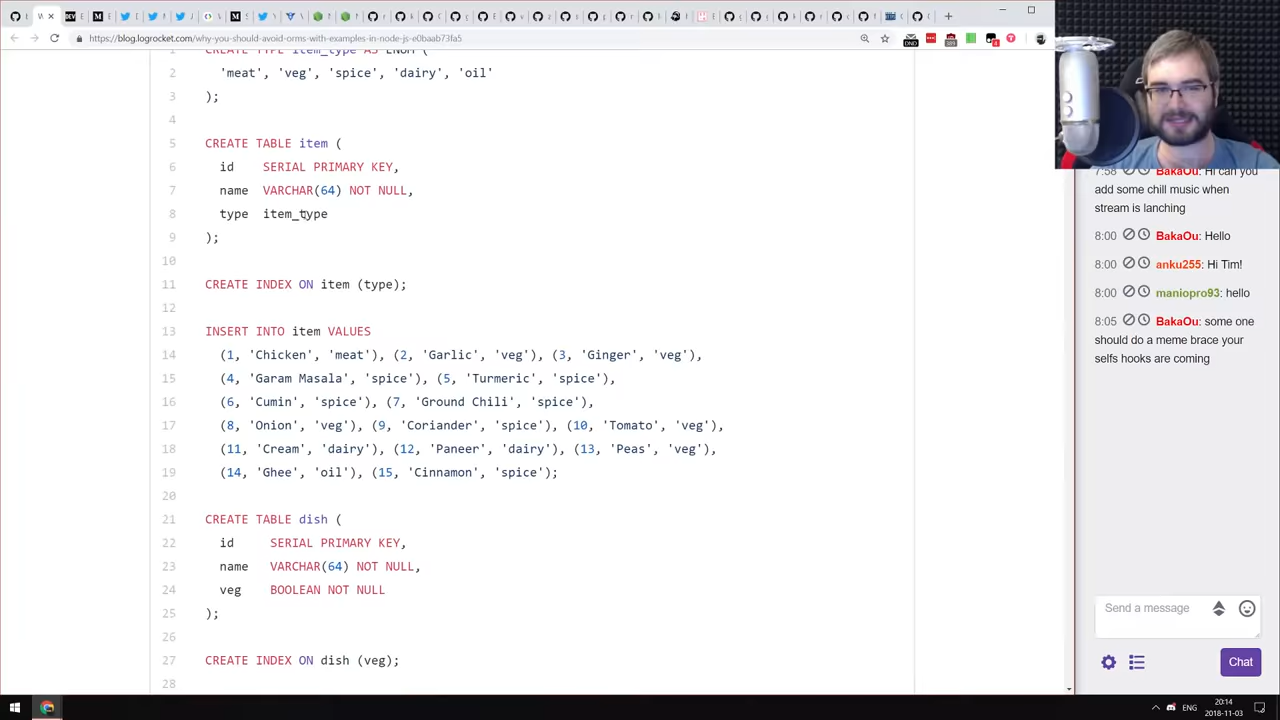 https://blog.logrocket.com/why-you-should-avoid-orms-with-examples-in-node-js-e0baab73fa5
1 CREATE TYPE item_type AS ENUM (
2 'meat', 'veg', 'spice', 'dairy', 'oil'
3 );
4
5 CREATE TABLE item (
6 id SERIAL PRIMARY KEY,
7 name VARCHAR(64) NOT NULL,
8 type item_type
9 );
10
11 CREATE INDEX ON item (type);
12
13 INSERT INTO item VALUES
14 (1, 'Chicken', 'meat'), (2, 'Garlic', 'veg'), (3, 'Ginger', 'veg'),
15 (4, 'Garam Masala', 'spice'), (5, 'Turmeric', 'spice'),
16 (6, 'Cumin', 'spice'), (7, 'Ground Chili', 'spice'),
17 (8, 'Onion', 'veg'), (9, 'Coriander', 'spice'), (10, 'Tomato', 'veg'),
18 (11, 'Cream', 'dairy'), (12, 'Paneer', 'dairy'), (13, 'Peas', 'veg'),
19 (14, 'Ghee', 'oil'), (15, 'Cinnamon', 'spice');
20
21 CREATE TABLE dish (
22 id SERIAL PRIMARY KEY,
23 name VARCHAR(64) NOT NULL,
24 veg BOOLEAN NOT NULL
25 );
26
27 CREATE INDEX ON dish (veg);
28
7:58 BakaOu: Hi can you
add some chill music when
stream is lanching
8:00 BakaOu: Hello
8:00 anku255: Hi Tim!
8:00 maniopro93: hello
8:05 BakaOu: some one
should do a meme brace your
selfs hooks are coming
Send a message
Chat
ENG
20:14
2018-11-03